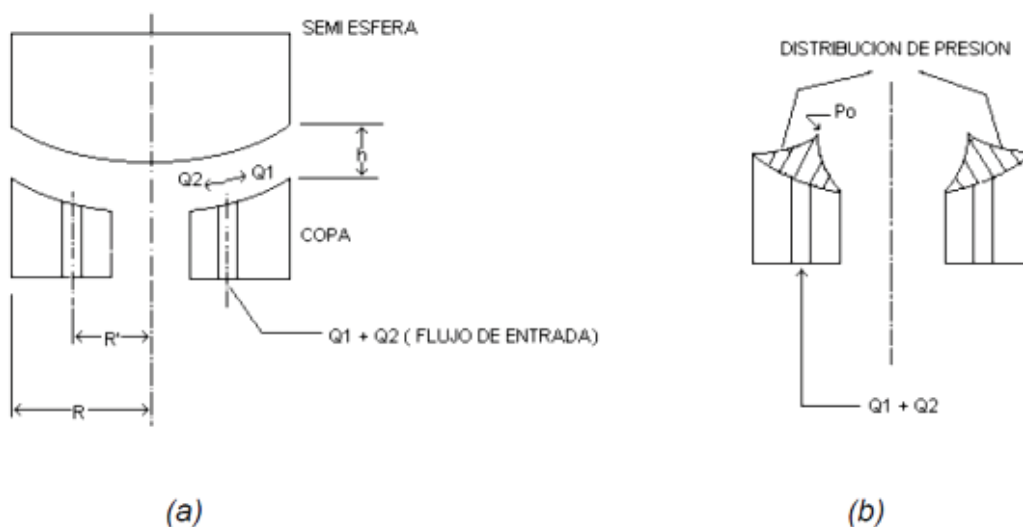 SEMI ESFERA
h
Q2
Q1
COPA
R'
Q1 + Q2 ( FLUJO DE ENTRADA)
R
(a)
DISTRIBUCION DE PRESION
Po
Q1 + Q2
(b)